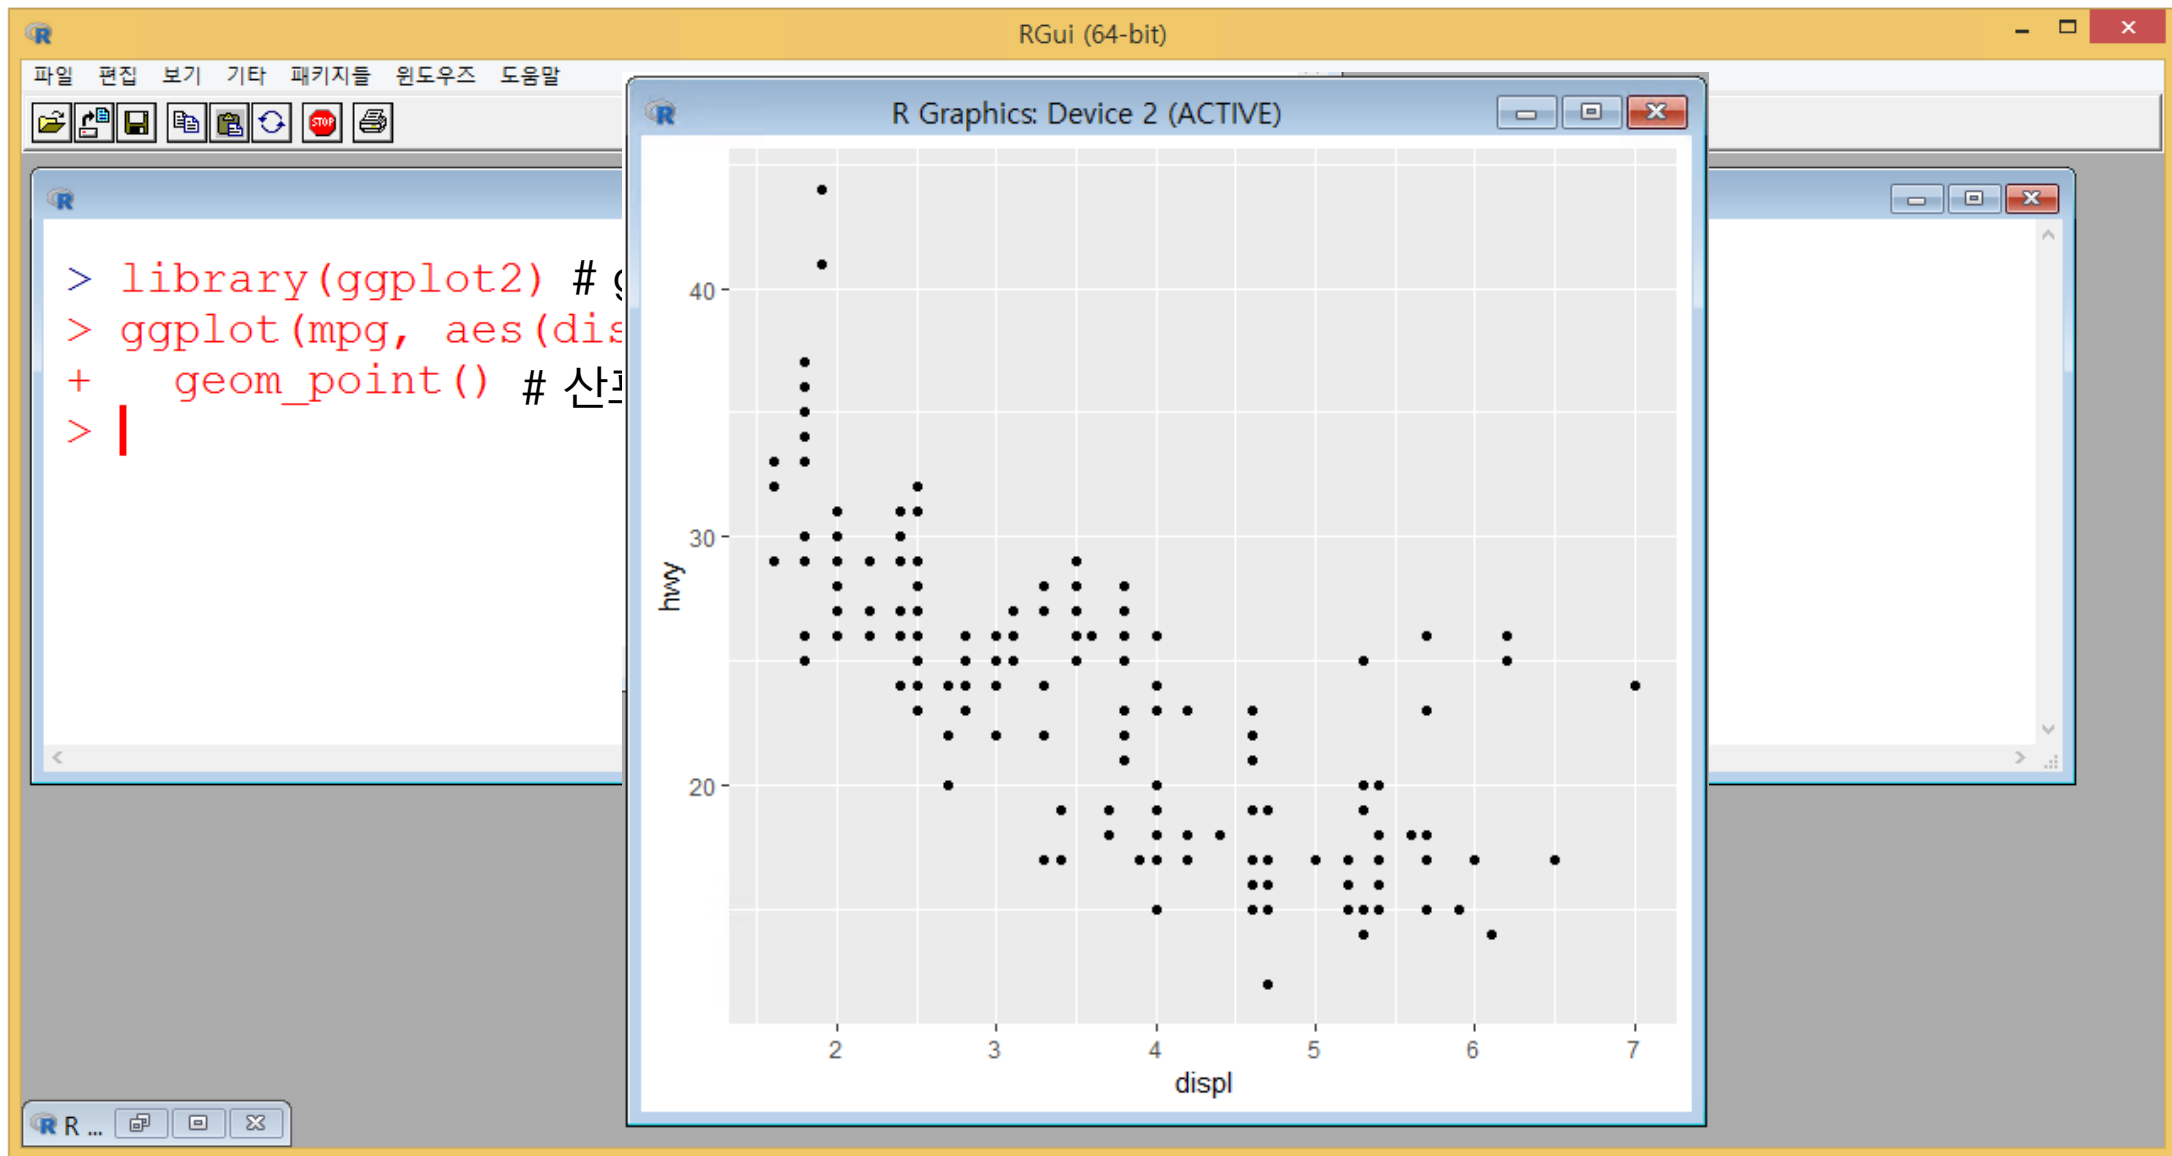 RGui (64-bit)
파일 편집 보기 기타 패키지들 윈도우즈 도움말
STOP
> library(ggplot2) #
> ggplot(mpg, aes(
+ geom_point() #
>
R Graphics: Device 2 (ACTIVE)
40
30
20
hwy
2 3 4 5 6 7
displ
R ...